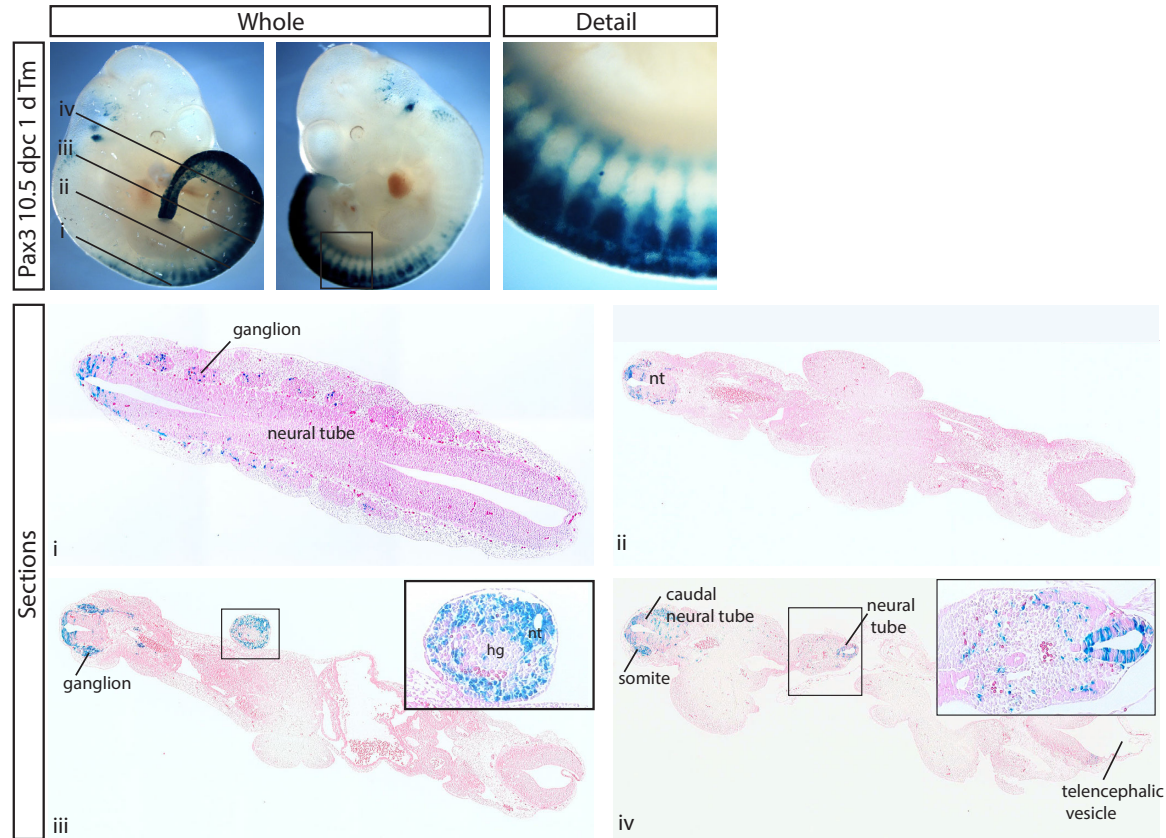 Whole
Detail
Pax3 10.5 dpc 1 d Tm
iv
iii
ii
i
Sections
ganglion
neural tube
i
nt
ii
ganglion
nt
hg
iii
caudal
neural tube
somite
neural
tube
telencephalic
vesicle
iv